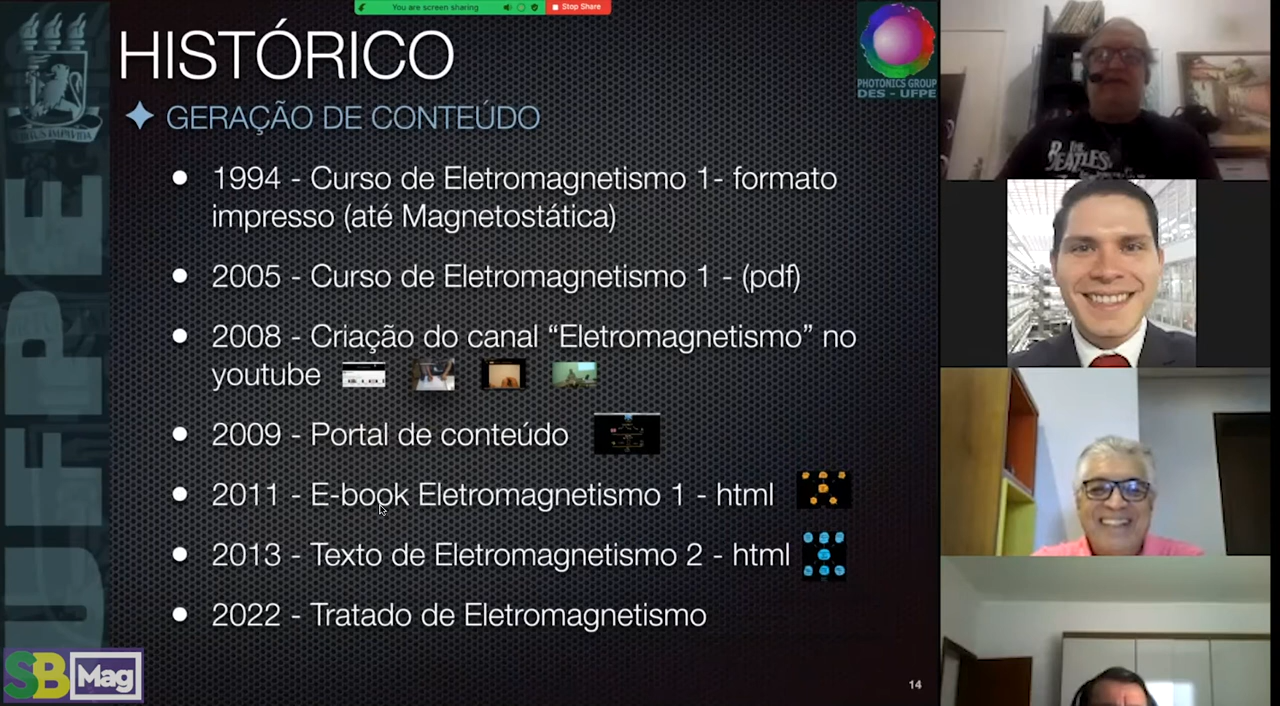 You are screen sharing
Stop Share
HISTÓRICO
PHOTONICS GROUP
DES - UFPE
GERAÇÃO DE CONTEÚDO
1994 - Curso de Eletromagnetismo 1- formato
impresso (até Magnetostática)
2005 - Curso de Eletromagnetismo 1 - (pdf)
2008 - Criação do canal “Eletromagnetismo” no
youtube
2009 - Portal de conteúdo
2011 - E-book Eletromagnetismo 1 - html
2013 - Texto de Eletromagnetismo 2 - html
2022 - Tratado de Eletromagnetismo
14
UFPE
SB Mag
THE
BEATLES